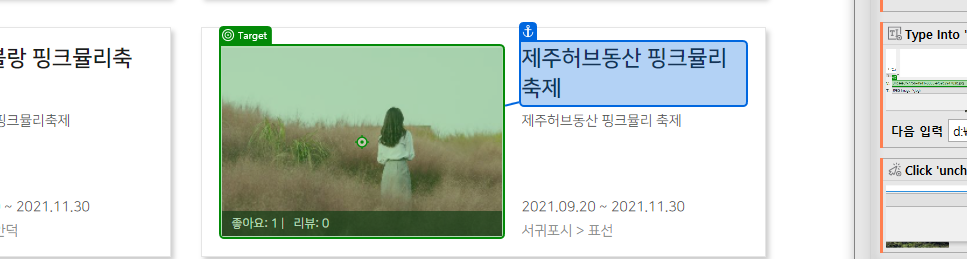 블랑 핑크뮬리축
핑크뮬리축제
~ 2021.11.30
안덕
Target
좋아요: 1 | 리뷰: 0
제주허브동산 핑크뮬리
축제
제주허브동산 핑크뮬리 축제
2021.09.20 ~ 2021.11.30
서귀포시 > 표선
Type Into '
다음 입력 d:\
Click 'unch